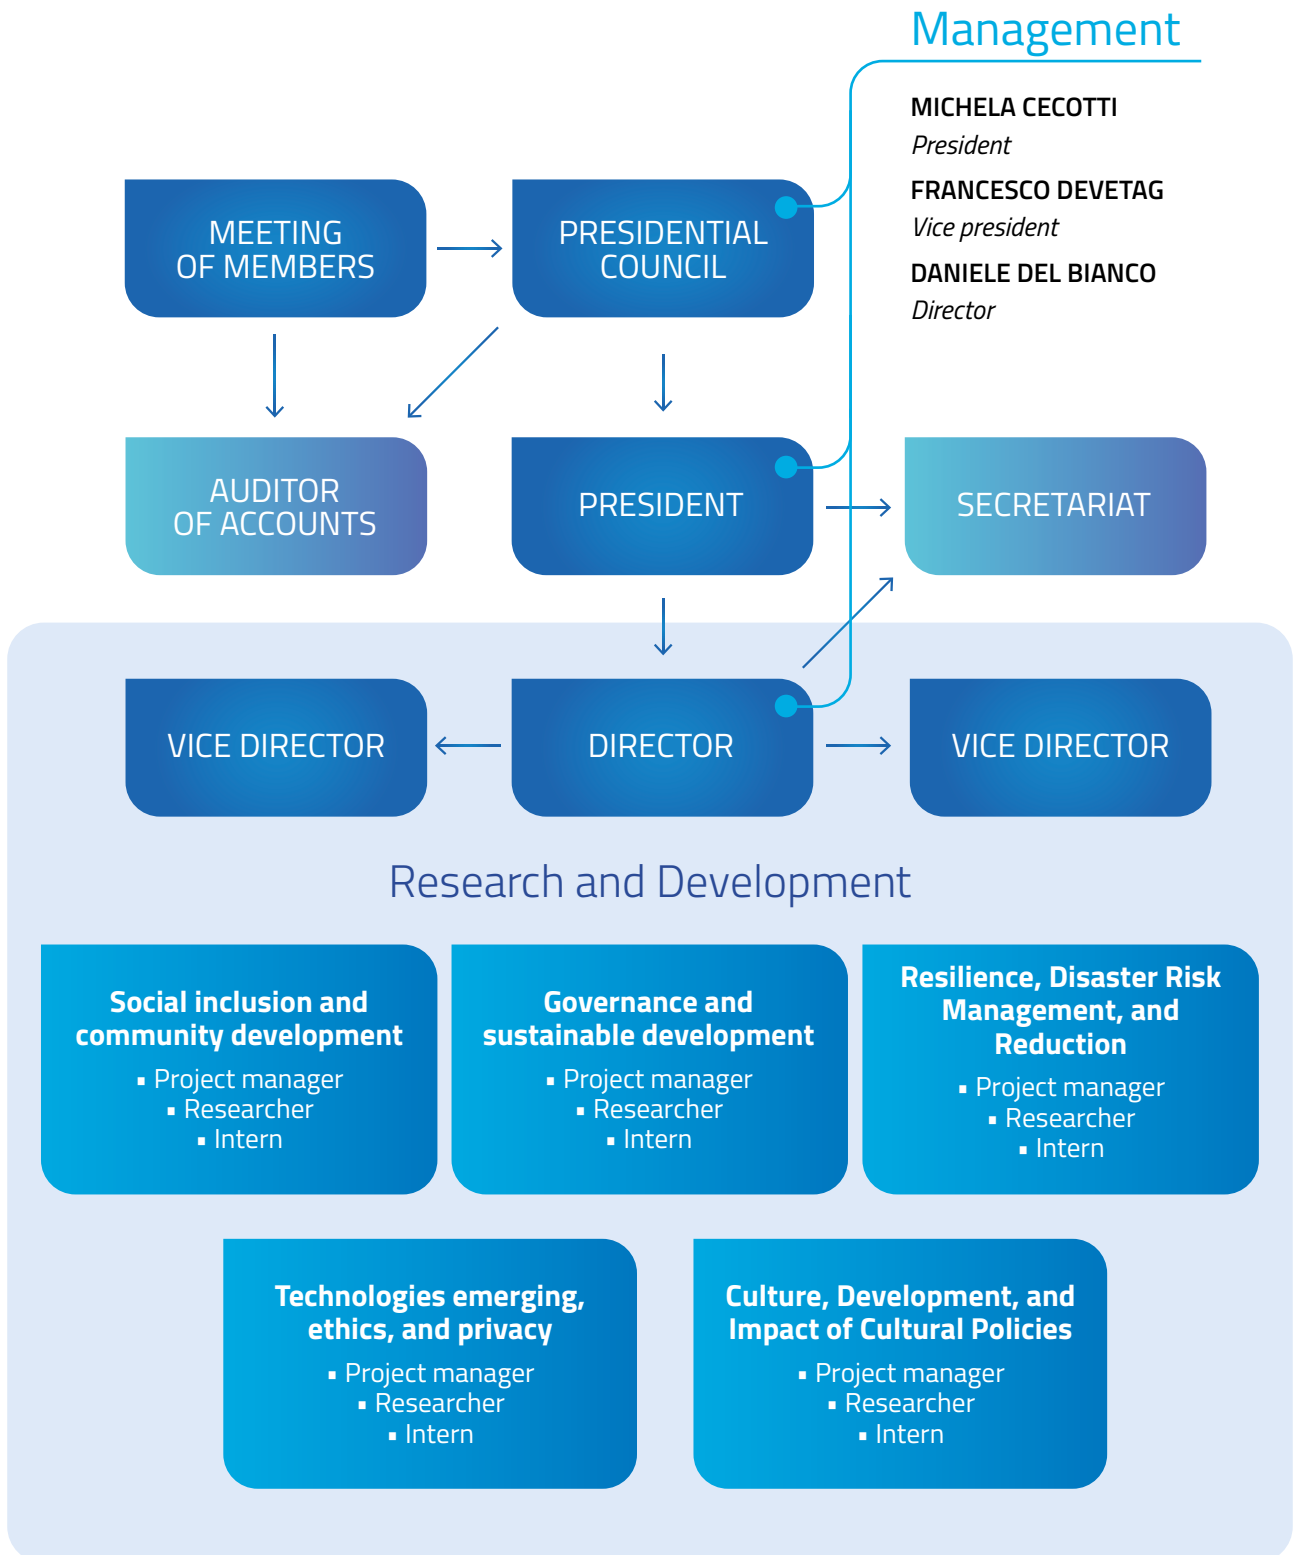 Management
MICHELA CECOTTI
President
FRANCESCO DEVETAG
Vice president
DANIELE DEL BIANCO
Director
MEETING
OF MEMBERS
PRESIDENTIAL
COUNCIL
AUDITOR
OF ACCOUNTS
PRESIDENT
SECRETARIAT
VICE DIRECTOR
DIRECTOR
VICE DIRECTOR
Research and Development
Social inclusion and
community development
▪ Project manager
▪ Researcher
▪ Intern
Governance and
sustainable development
▪ Project manager
▪ Researcher
▪ Intern
Resilience, Disaster Risk
Management, and
Reduction
▪ Project manager
▪ Researcher
▪ Intern
Technologies emerging,
ethics, and privacy
▪ Project manager
▪ Researcher
▪ Intern
Culture, Development, and
Impact of Cultural Policies
▪ Project manager
▪ Researcher
▪ Intern